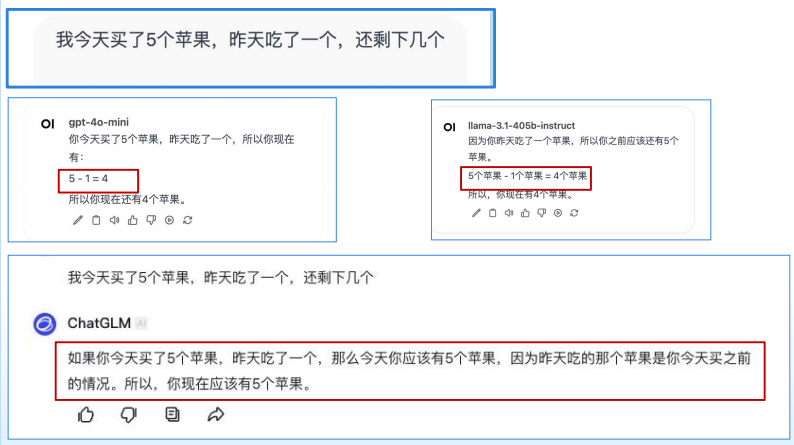 我今天买了5个苹果，昨天吃了一个，还剩下几个
OI
gpt-4o-mini
你今天买了5个苹果，昨天吃了一个，所以你现在
有：
5 - 1 = 4
所以你现在还有4个苹果。
OI
llama-3.1-405b-instruct
因为你昨天吃了一个苹果，所以你之前应该还有5个
苹果。
5个苹果 - 1个苹果 = 4个苹果
所以，你现在有4个苹果。
我今天买了5个苹果，昨天吃了一个，还剩下几个
ChatGLM AI
如果你今天买了5个苹果，昨天吃了一个，那么今天你应该有5个苹果，因为昨天吃的那个苹果是你今天买之前
的情况。所以，你现在应该有5个苹果。